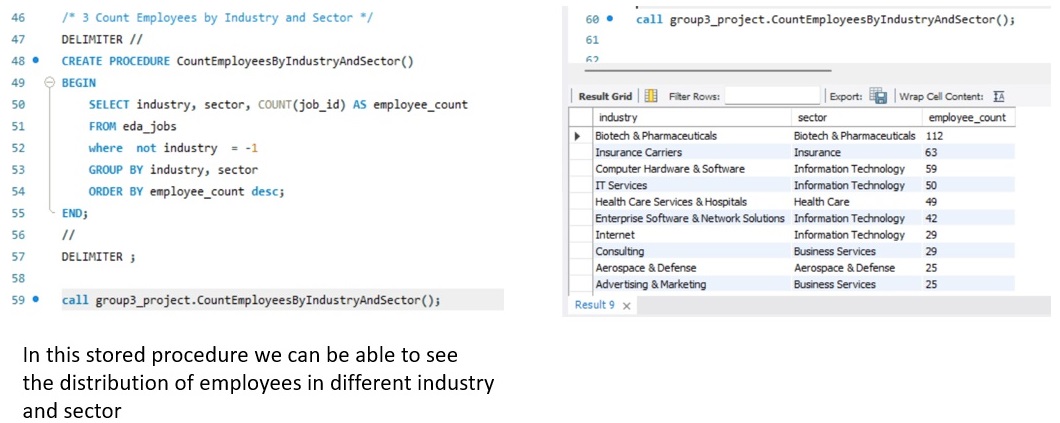 46 /* 3 Count Employees by Industry and Sector */
47 DELIMITER //
48 CREATE PROCEDURE CountEmployeesByIndustryAndSector()
49 BEGIN
50 SELECT industry, sector, COUNT(job_id) AS employee_count
51 FROM eda_jobs
52 where not industry = -1
53 GROUP BY industry, sector
54 ORDER BY employee_count desc;
55 END;
56 //
57 DELIMITER ;
58
59 call group3_project.CountEmployeesByIndustryAndSector();
60 call group3_project.CountEmployeesByIndustryAndSector();
61
62
Result Grid Filter Rows: Export: Wrap Cell Content: IA
industry sector employee_count
Biotech & Pharmaceuticals Biotech & Pharmaceuticals 112
Insurance Carriers Insurance 63
Computer Hardware & Software Information Technology 59
IT Services Information Technology 50
Health Care Services & Hospitals Health Care 49
Enterprise Software & Network Solutions Information Technology 42
Internet Information Technology 29
Consulting Business Services 29
Aerospace & Defense Aerospace & Defense 25
Advertising & Marketing Business Services 25
Result 9 x
In this stored procedure we can be able to see
the distribution of employees in different industry
and sector